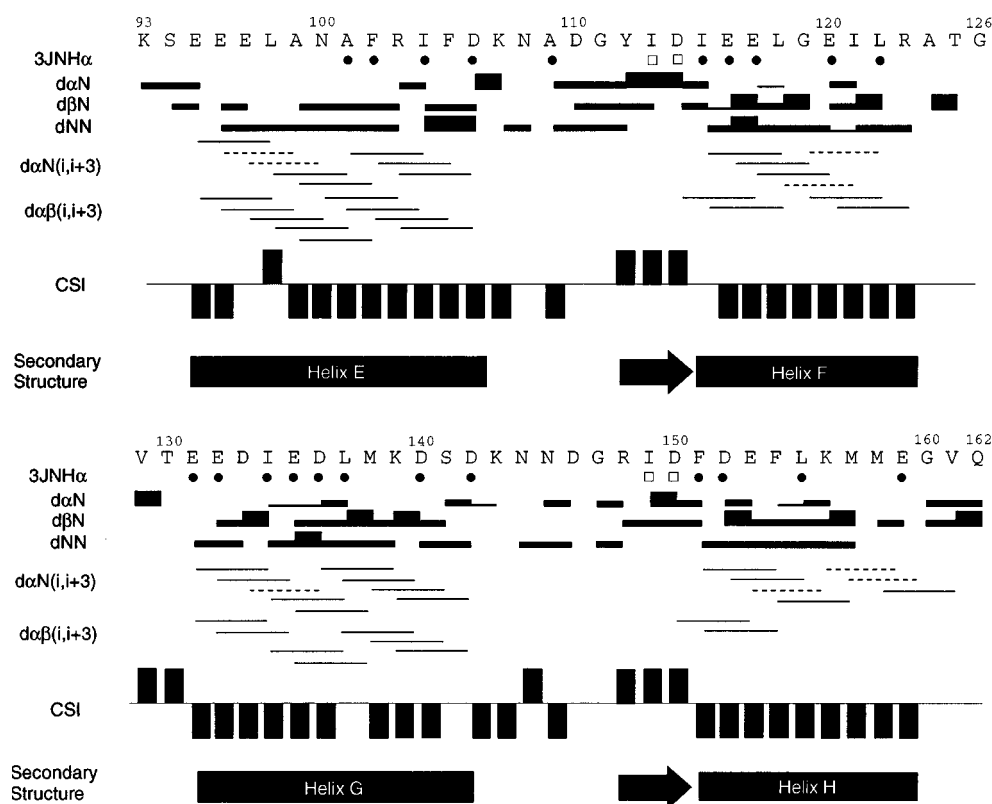 93 100 110 120 126
K S E E E L A N A F R I F D K N A D G Y I D I E E L G E I L R A T G
3JNHα
dαN
dβN
dNN
dαN(i,i+3)
dαβ(i,i+3)
CSI
Secondary
Structure
Helix E
Helix F
130 140 150 160 162
V T E E D I E D L M K D S D K N N D G R I D F D E F L K M M E G V Q
3JNHα
dαN
dβN
dNN
dαN(i,i+3)
dαβ(i,i+3)
CSI
Secondary
Structure
Helix G
Helix H